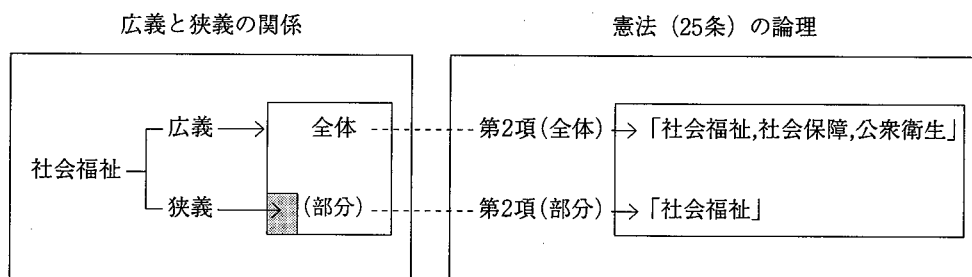 広義と狭義の関係
憲法（25条）の論理
広義 全体 第2項(全体) 「社会福祉,社会保障,公衆衛生」
社会福祉
狭義 (部分) 第2項(部分) 「社会福祉」